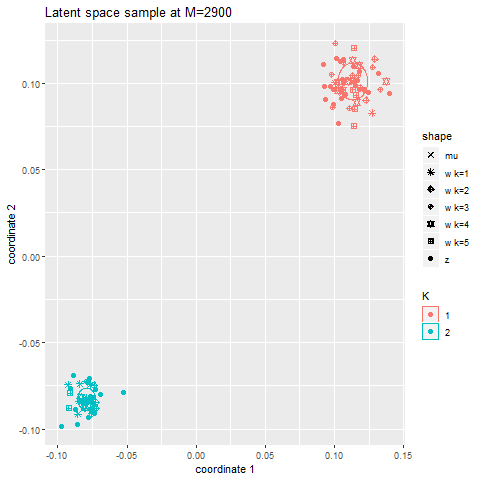 Latent space sample at M=2900
coordinate 2
0.10
0.05
0.00
-0.05
-0.10
-0.10
-0.05
0.00
0.05
0.10
0.15
coordinate 1
shape
mu
w k=1
w k=2
w k=3
w k=4
w k=5
z
K
1
2